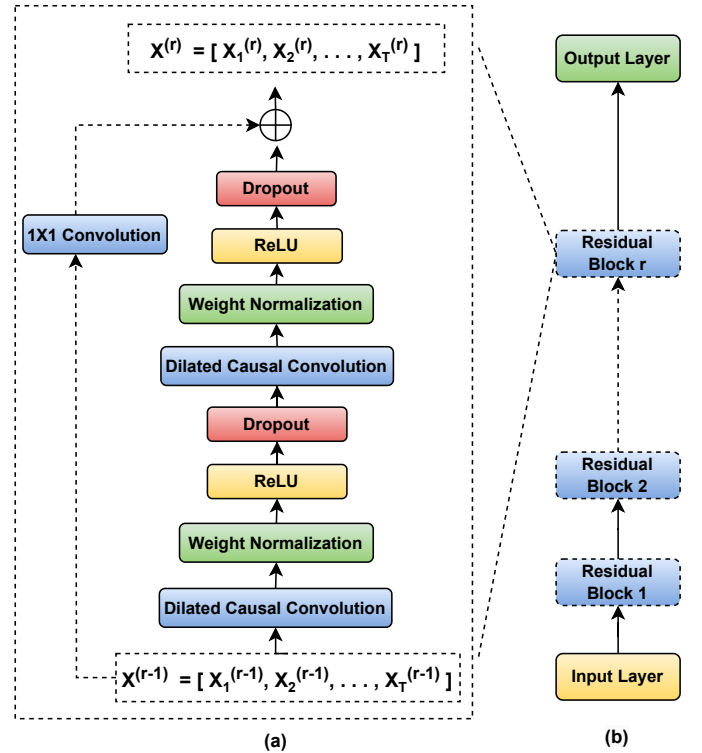 X^(r) = [ X_1^(r), X_2^(r), . . . , X_T^(r) ]
Dropout
1X1 Convolution
ReLU
Weight Normalization
Dilated Causal Convolution
Dropout
ReLU
Weight Normalization
Dilated Causal Convolution
X^(r-1) = [ X_1^(r-1), X_2^(r-1), . . . , X_T^(r-1) ]
(a)
Output Layer
Residual
Block r
Residual
Block 2
Residual
Block 1
Input Layer
(b)